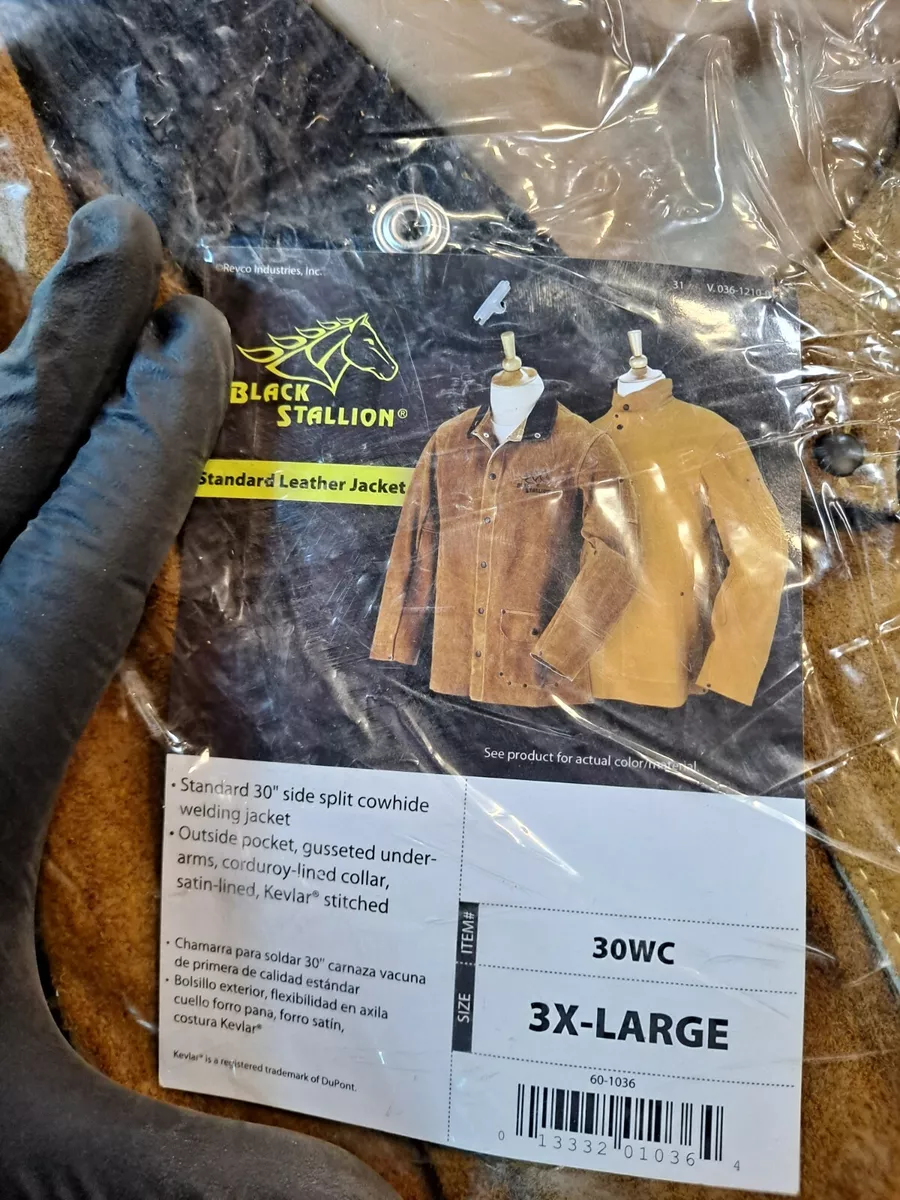 ©Revco Industries, Inc.
31
V.036-1210
BLACK
STALLION®
Standard Leather Jacket
STALLION
See product for actual color/material
• Standard 30" side split cowhide
welding jacket
• Outside pocket, gusseted under-
arms, corduroy-lined collar,
satin-lined, Kevlar® stitched
• Chamarra para soldar 30" carnaza vacuna
de primera de calidad estándar
• Bolsillo exterior, flexibilidad en axila
cuello forro pana, forro satín,
costura Kevlar®
Kevlar® is a registered trademark of DuPont.
ITEM#
30WC
SIZE
3X-LARGE
60-1036
0 13332 01036 4